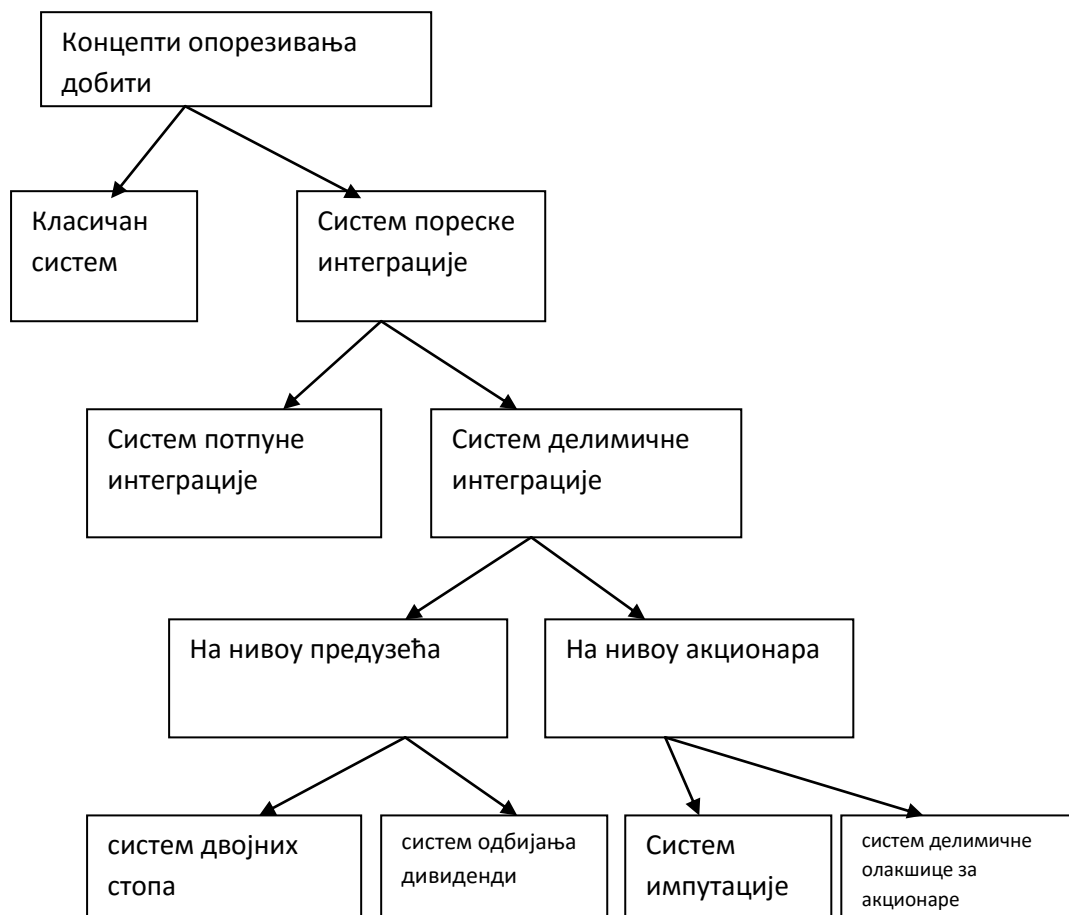 Концепти опорезивања
добити
Класичан
систем
Систем пореске
интеграције
Систем потпуне
интеграције
Систем делимичне
интеграције
На нивоу предузећа
На нивоу акционара
систем двојних
стопа
систем одбијања
дивиденди
Систем
импутације
систем делимичне
олакшице за
акционаре